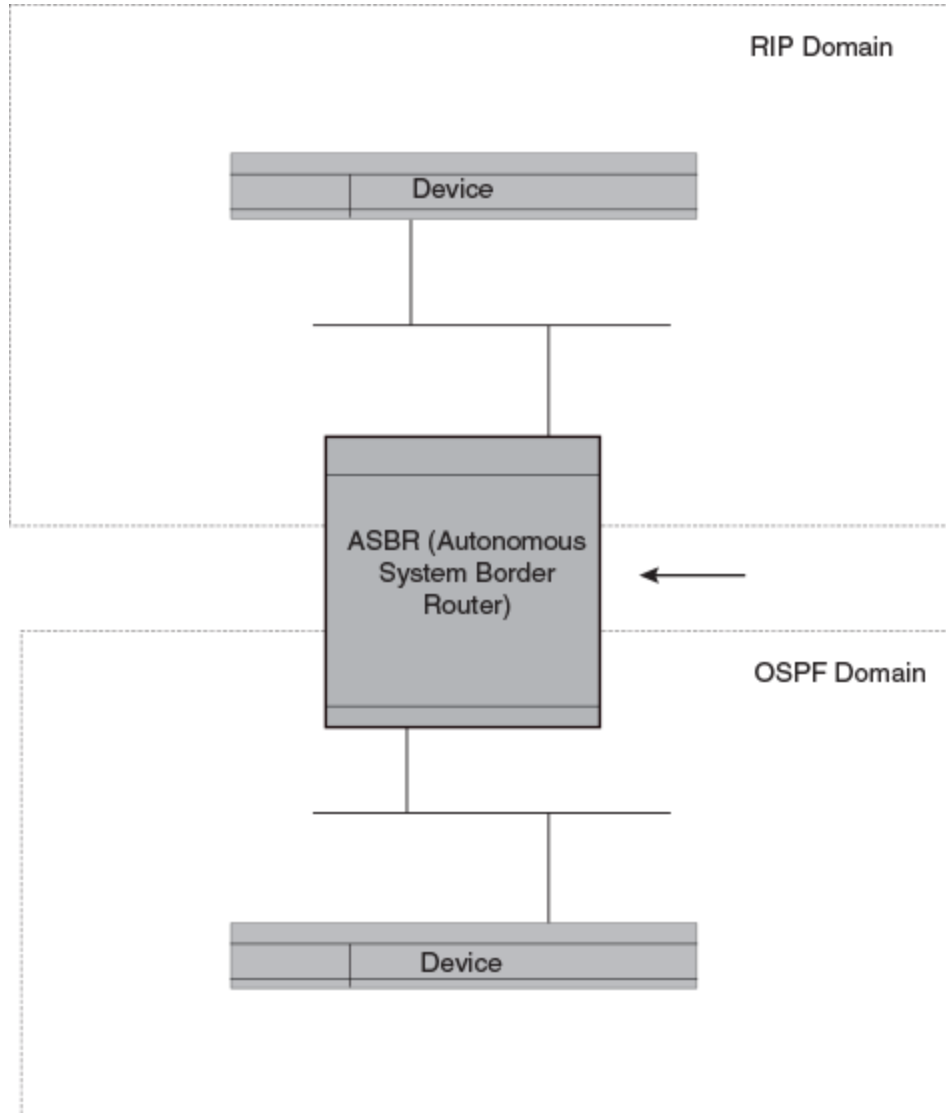 RIP Domain
Device
ASBR (Autonomous
System Border
Router)
OSPF Domain
Device